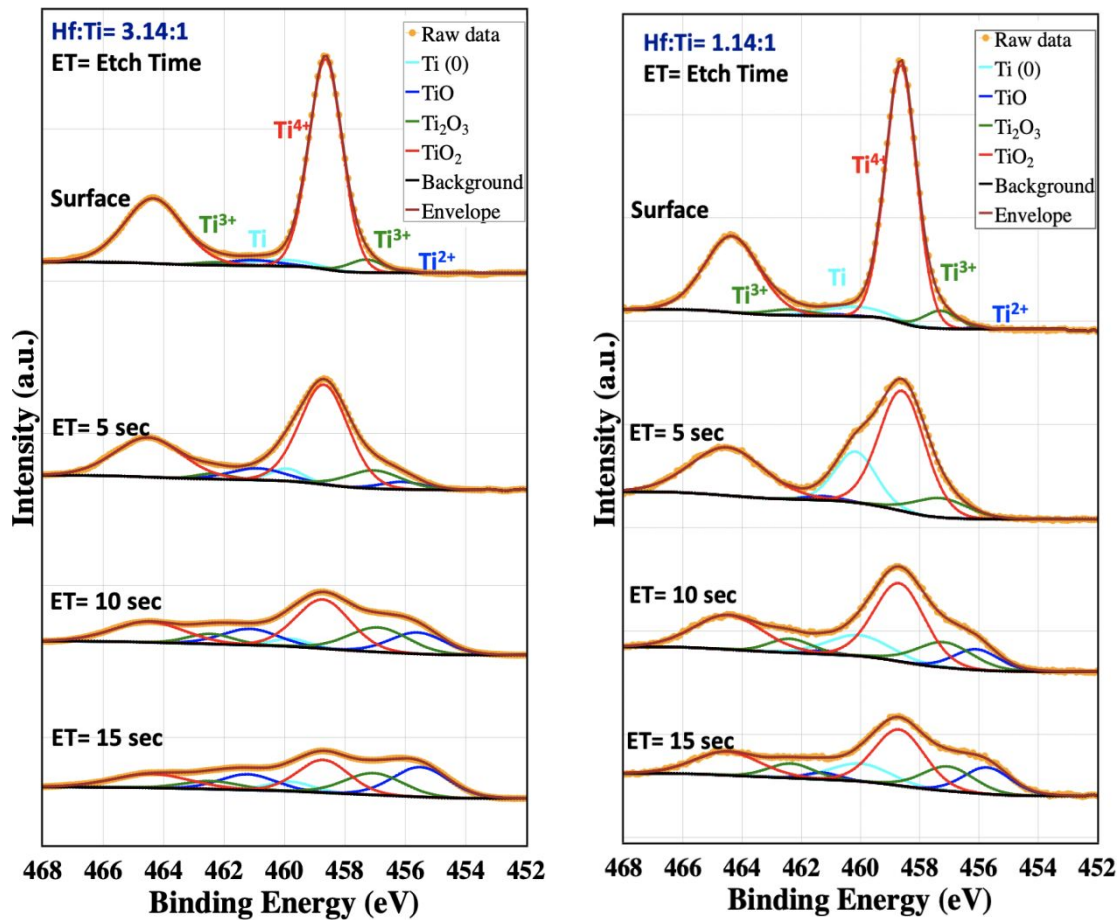 Hf:Ti= 3.14:1
ET= Etch Time
Raw data
Ti (0)
TiO
Ti₂O₃
TiO₂
Background
Envelope
Ti⁴⁺
Surface
Ti³⁺
Ti
Ti³⁺
Ti²⁺
ET= 5 sec
ET= 10 sec
ET= 15 sec
Intensity (a.u.)
468 466 464 462 460 458 456 454 452
Binding Energy (eV)
Hf:Ti= 1.14:1
ET= Etch Time
Raw data
Ti (0)
TiO
Ti₂O₃
TiO₂
Background
Envelope
Ti⁴⁺
Surface
Ti
Ti³⁺
Ti³⁺
Ti²⁺
ET= 5 sec
ET= 10 sec
ET= 15 sec
Intensity (a.u.)
468 466 464 462 460 458 456 454 452
Binding Energy (eV)